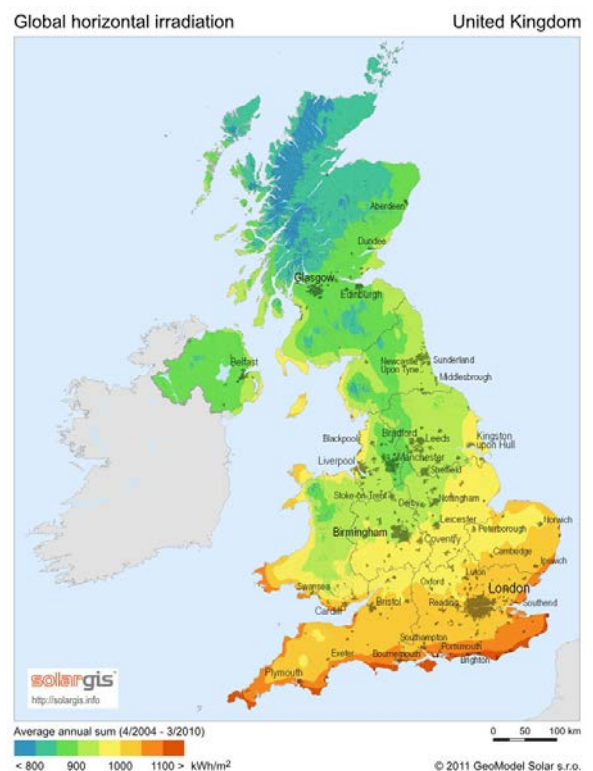 Global horizontal irradiation United Kingdom
Aberdeen
Dundee
Glasgow
Edinburgh
Belfast
Newcastle Upon Tyne
Sunderland
Middlesbrough
Bradford
Leeds
Kingston upon Hull
Blackpool
Manchester
Liverpool
Sheffield
Stoke-on-Trent
Derby
Nottingham
Leicester
Norwich
Peterborough
Birmingham
Coventry
Cambridge
Ipswich
Luton
Oxford
Swansea
London
Cardiff
Bristol
Reading
Southend
Southampton
Portsmouth
Exeter
Bournemouth
Brighton
Plymouth
solargis
http://solargis.info
Average annual sum (4/2004 - 3/2010)
0 50 100 km
< 800 900 1000 1100 > kWh/m²
© 2011 GeoModel Solar s.r.o.